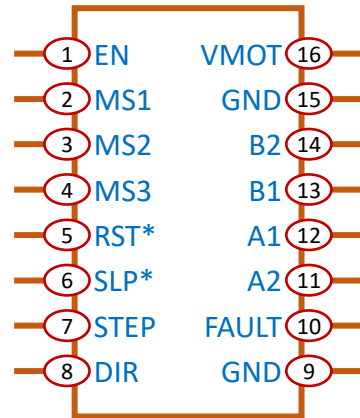 1 EN VMOT 16
2 MS1 GND 15
3 MS2 B2 14
4 MS3 B1 13
5 RST* A1 12
6 SLP* A2 11
7 STEP FAULT 10
8 DIR GND 9